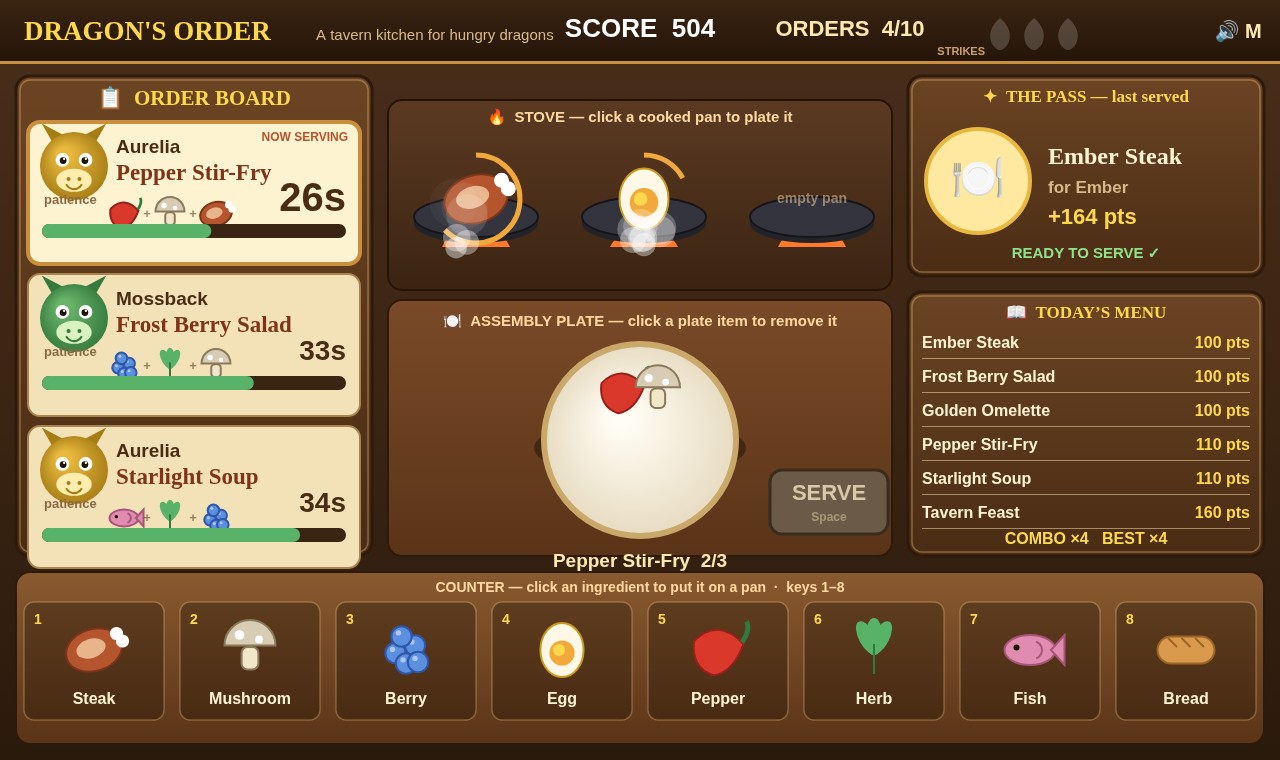 DRAGON'S ORDER
A tavern kitchen for hungry dragons
SCORE 504
ORDERS 4/10
STRIKES
🔊 M
📋 ORDER BOARD
NOW SERVING
Aurelia
Pepper Stir-Fry
26s
patience
+ +
Mossback
Frost Berry Salad
33s
patience
+ +
Aurelia
Starlight Soup
34s
patience
+ +
🔥 STOVE — click a cooked pan to plate it
empty pan
🍽️ ASSEMBLY PLATE — click a plate item to remove it
SERVE
Space
Pepper Stir-Fry 2/3
✦ THE PASS — last served
Ember Steak
for Ember
+164 pts
READY TO SERVE ✓
📖 TODAY’S MENU
Ember Steak 100 pts
Frost Berry Salad 100 pts
Golden Omelette 100 pts
Pepper Stir-Fry 110 pts
Starlight Soup 110 pts
Tavern Feast 160 pts
COMBO ×4 BEST ×4
COUNTER — click an ingredient to put it on a pan · keys 1–8
1 Steak
2 Mushroom
3 Berry
4 Egg
5 Pepper
6 Herb
7 Fish
8 Bread